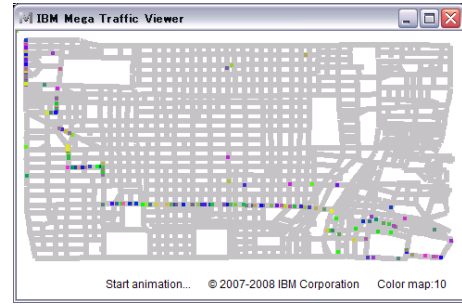 IBM Mega Traffic Viewer
Start animation... © 2007-2008 IBM Corporation Color map:10